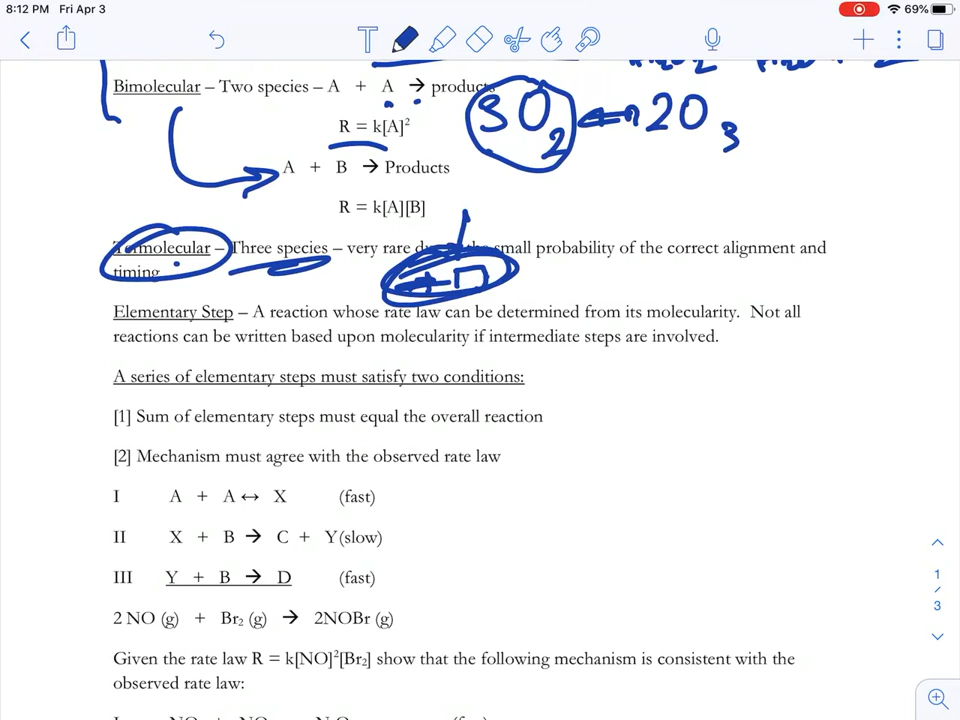 8:12 PM Fri Apr 3 69%
T
Bimolecular – Two species – A + A → products
R = k[A]²
3O₂ ← 2O₃
A + B → Products
R = k[A][B]
Termolecular – Three species – very rare due to the small probability of the correct alignment and
timing
Elementary Step – A reaction whose rate law can be determined from its molecularity. Not all
reactions can be written based upon molecularity if intermediate steps are involved.
A series of elementary steps must satisfy two conditions:
[1] Sum of elementary steps must equal the overall reaction
[2] Mechanism must agree with the observed rate law
I A + A ↔ X (fast)
II X + B → C + Y (slow)
III Y + B → D (fast)
2 NO (g) + Br₂ (g) → 2NOBr (g)
Given the rate law R = k[NO]²[Br₂] show that the following mechanism is consistent with the
observed rate law:
1
/
3